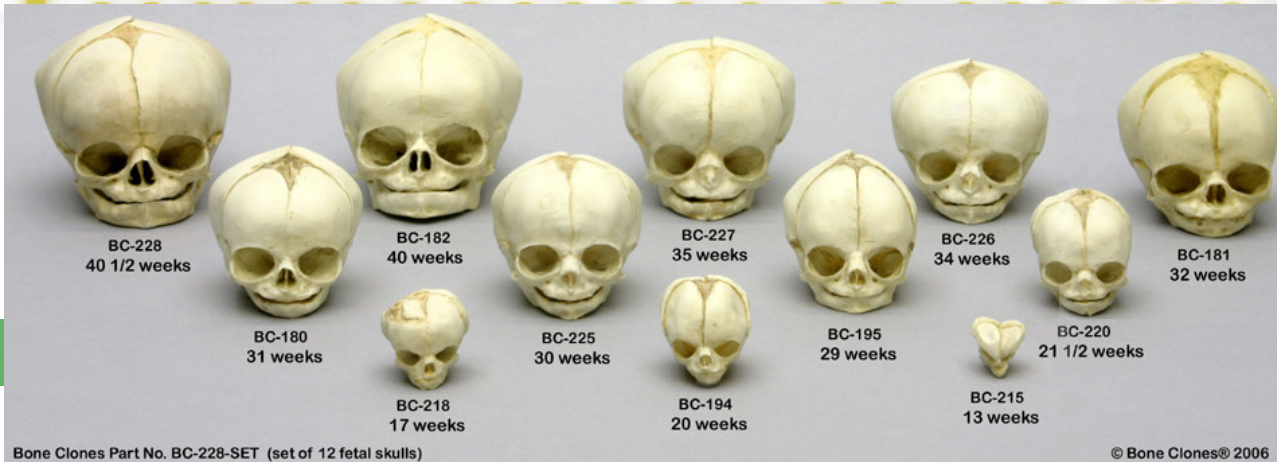 BC-228
40 1/2 weeks
BC-182
40 weeks
BC-227
35 weeks
BC-226
34 weeks
BC-181
32 weeks
BC-180
31 weeks
BC-225
30 weeks
BC-195
29 weeks
BC-220
21 1/2 weeks
BC-218
17 weeks
BC-194
20 weeks
BC-215
13 weeks
Bone Clones Part No. BC-228-SET (set of 12 fetal skulls)
© Bone Clones® 2006